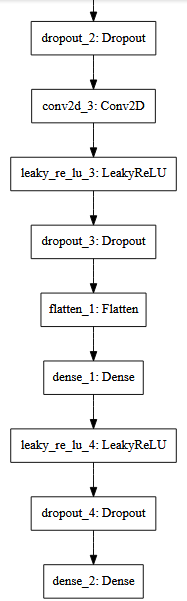 dropout_2: Dropout
conv2d_3: Conv2D
leaky_re_lu_3: LeakyReLU
dropout_3: Dropout
flatten_1: Flatten
dense_1: Dense
leaky_re_lu_4: LeakyReLU
dropout_4: Dropout
dense_2: Dense